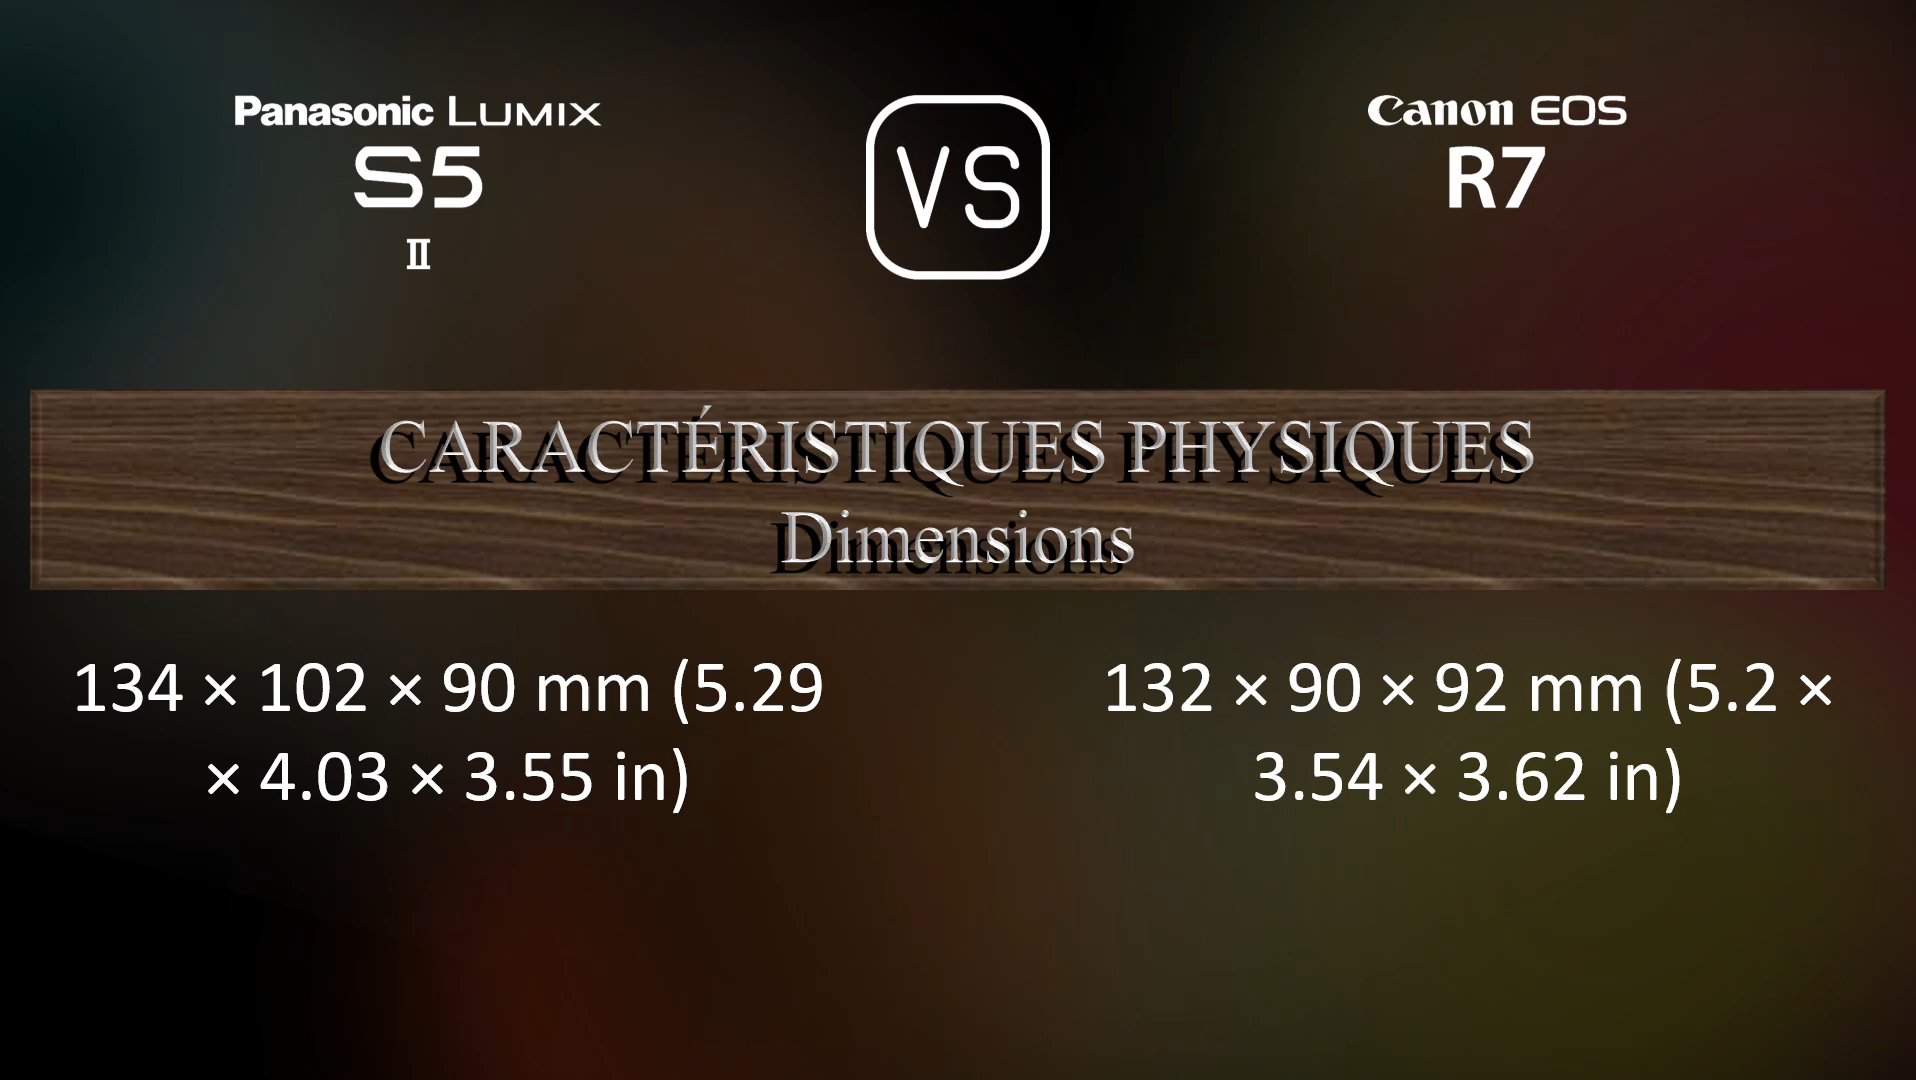 Panasonic LUMIX
S5
II
VS
Canon EOS
R7
CARACTÉRISTIQUES PHYSIQUES
Dimensions
134 × 102 × 90 mm (5.29
× 4.03 × 3.55 in)
132 × 90 × 92 mm (5.2 ×
3.54 × 3.62 in)